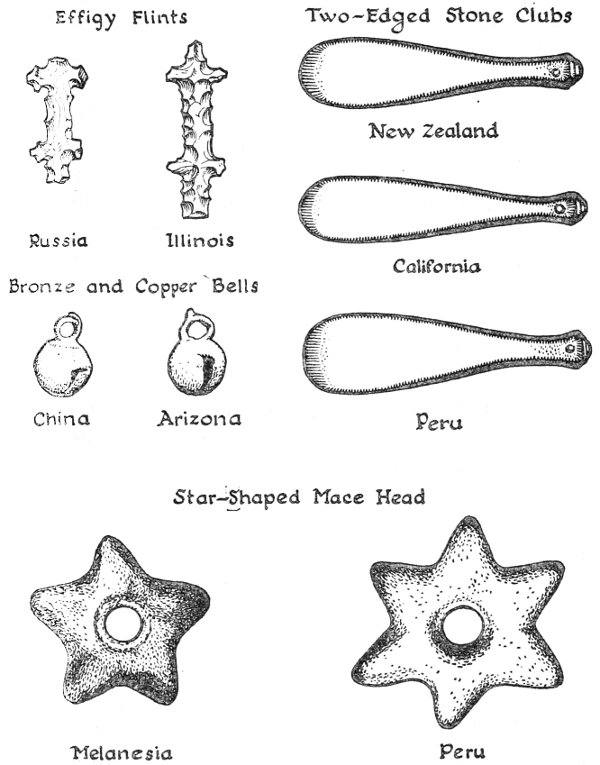 Effigy Flints
Russia
Illinois
Two-Edged Stone Clubs
New Zealand
California
Peru
Bronze and Copper Bells
China
Arizona
Star-Shaped Mace Head
Melanesia
Peru